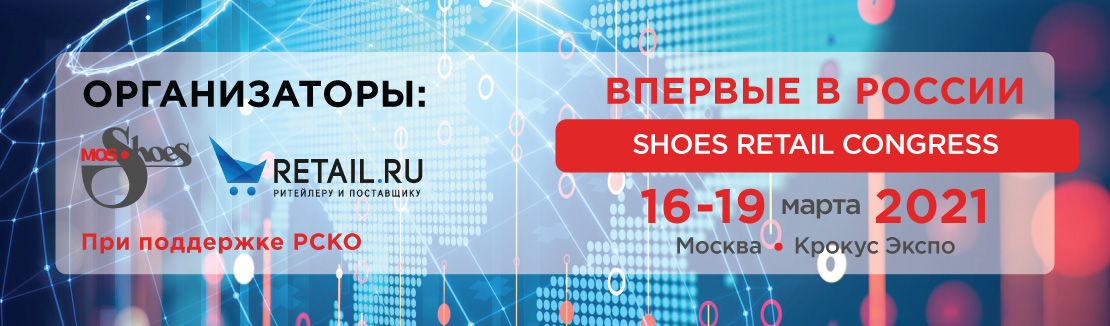 ОРГАНИЗАТОРЫ:
MOS Shoes
RETAIL.RU
РИТЕЙЛЕРУ И ПОСТАВЩИКУ
При поддержке РСКО
ВПЕРВЫЕ В РОССИИ
SHOES RETAIL CONGRESS
16-19 марта 2021
Москва • Крокус Экспо